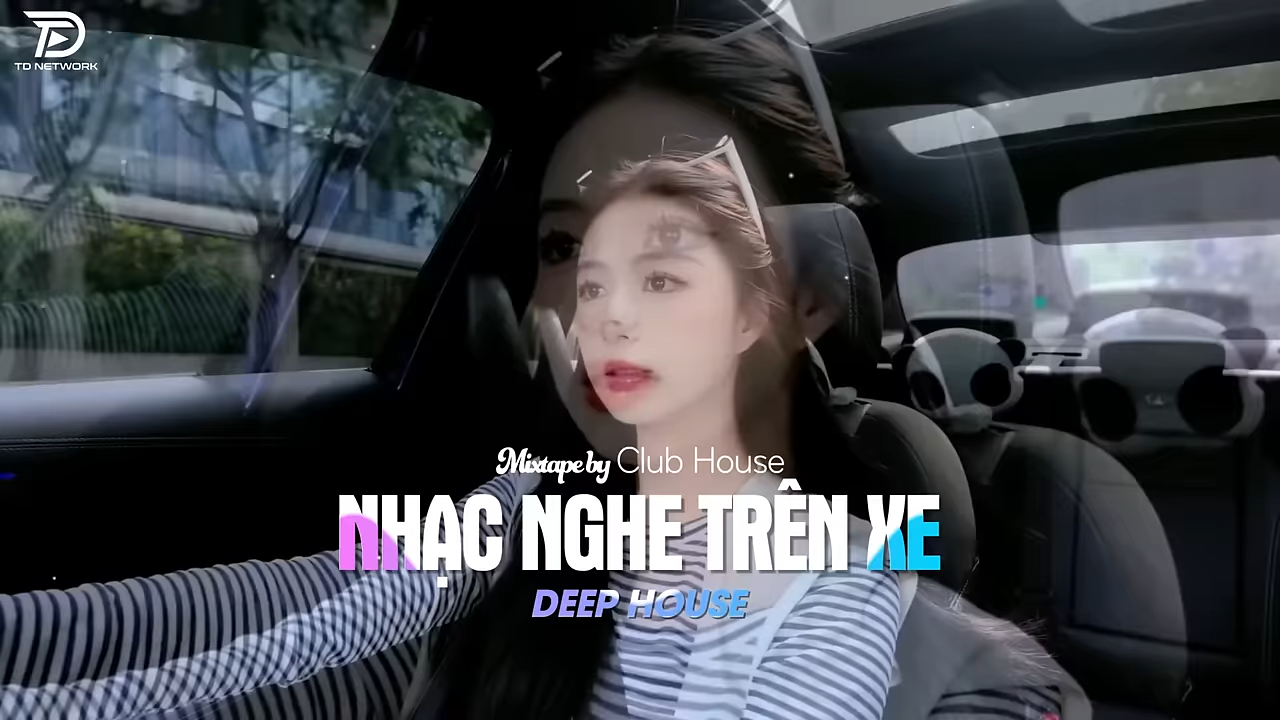 TD NETWORK
Mixtape by Club House
NHẠC NGHE TRÊN XE
DEEP HOUSE